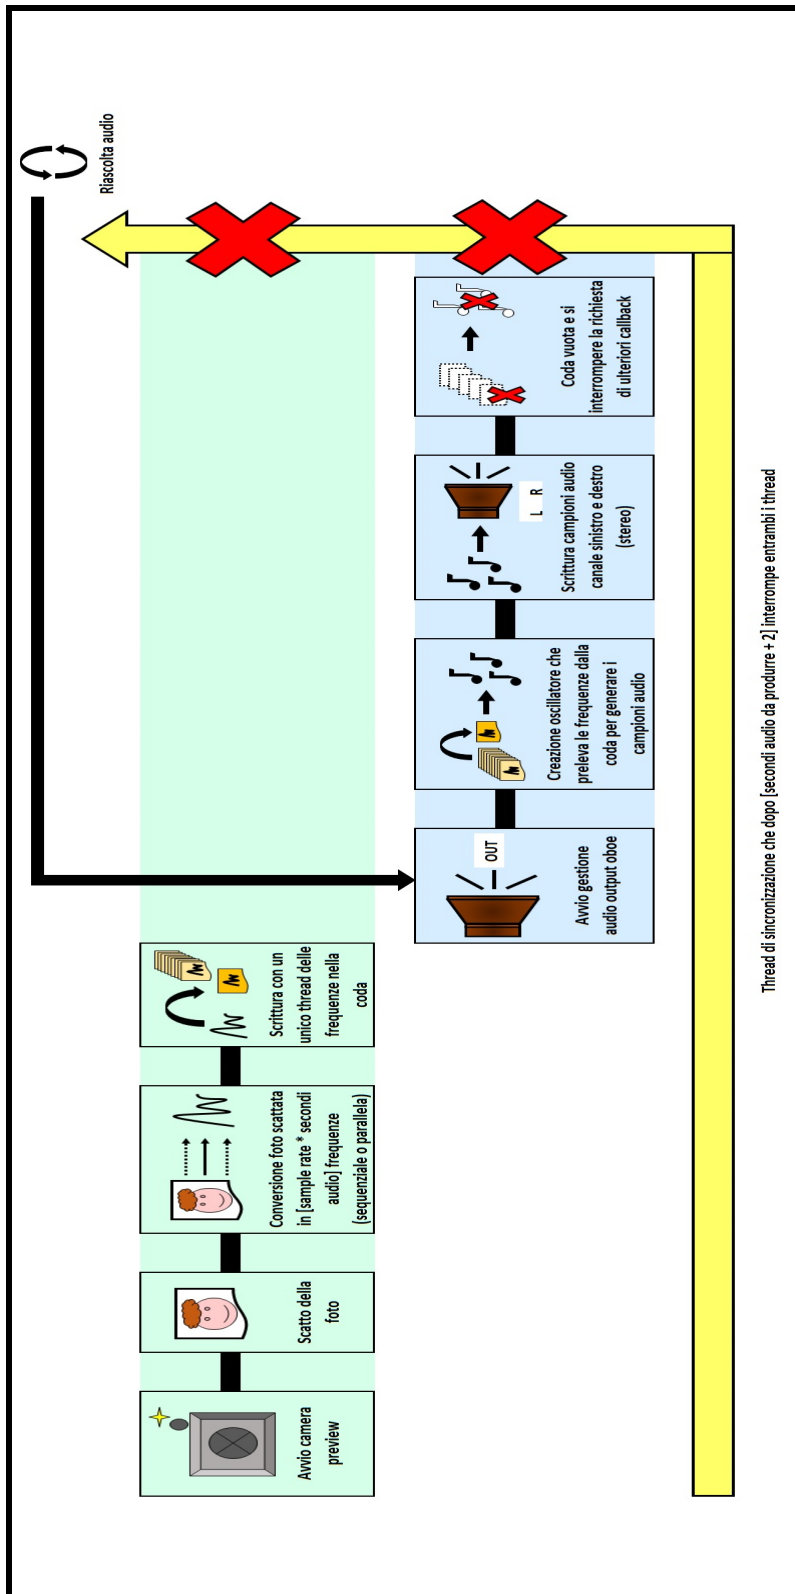 Avvio camera
preview
Scatto della
foto
Conversione foto scattata
in [sample rate * secondi
audio] frequenze
(sequenziale o parallela)
Scrittura con un
unico thread delle
frequenze nella
coda
Riascolta audio
OUT
Avvio gestione
audio output oboe
Creazione oscillatore che
preleva le frequenze dalla
coda per generare i
campioni audio
L R
Scrittura campioni audio
canale sinistro e destro
(stereo)
Coda vuota e si
interrompere la richiesta
di ulteriori callback
Thread di sincronizzazione che dopo [secondi audio da produrre + 2] interrompe entrambi i thread